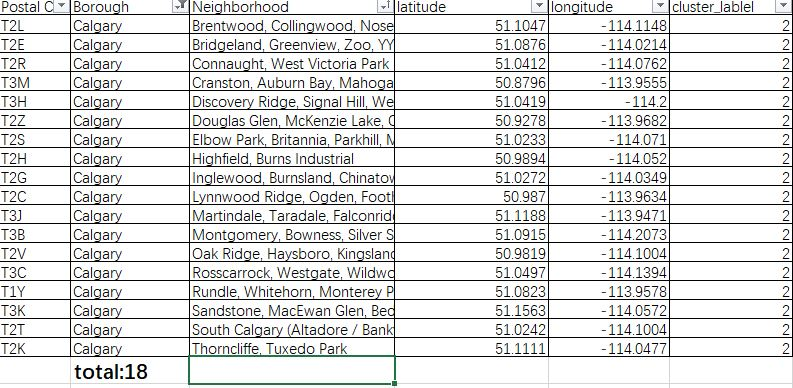 Postal C Borough Neighborhood latitude longitude cluster_lablel
T2L Calgary Brentwood, Collingwood, Nose 51.1047 -114.1148 2
T2E Calgary Bridgeland, Greenview, Zoo, YY 51.0876 -114.0214 2
T2R Calgary Connaught, West Victoria Park 51.0412 -114.0762 2
T3M Calgary Cranston, Auburn Bay, Mahoga 50.8796 -113.9555 2
T3H Calgary Discovery Ridge, Signal Hill, We 51.0419 -114.2 2
T2Z Calgary Douglas Glen, McKenzie Lake, C 50.9278 -113.9682 2
T2S Calgary Elbow Park, Britannia, Parkhill, M 51.0233 -114.071 2
T2H Calgary Highfield, Burns Industrial 50.9894 -114.052 2
T2G Calgary Inglewood, Burnsland, Chinatow 51.0272 -114.0349 2
T2C Calgary Lynnwood Ridge, Ogden, Footh 50.987 -113.9634 2
T3J Calgary Martindale, Taradale, Falconrid 51.1188 -113.9471 2
T3B Calgary Montgomery, Bowness, Silver S 51.0915 -114.2073 2
T2V Calgary Oak Ridge, Haysboro, Kingsland 50.9819 -114.1004 2
T3C Calgary Rosscarrock, Westgate, Wildwo 51.0497 -114.1394 2
T1Y Calgary Rundle, Whitehorn, Monterey P 51.0823 -113.9578 2
T3K Calgary Sandstone, MacEwan Glen, Bed 51.1563 -114.0572 2
T2T Calgary South Calgary (Altadore / Bank 51.0242 -114.1004 2
T2K Calgary Thorncliffe, Tuxedo Park 51.1111 -114.0477 2
total:18